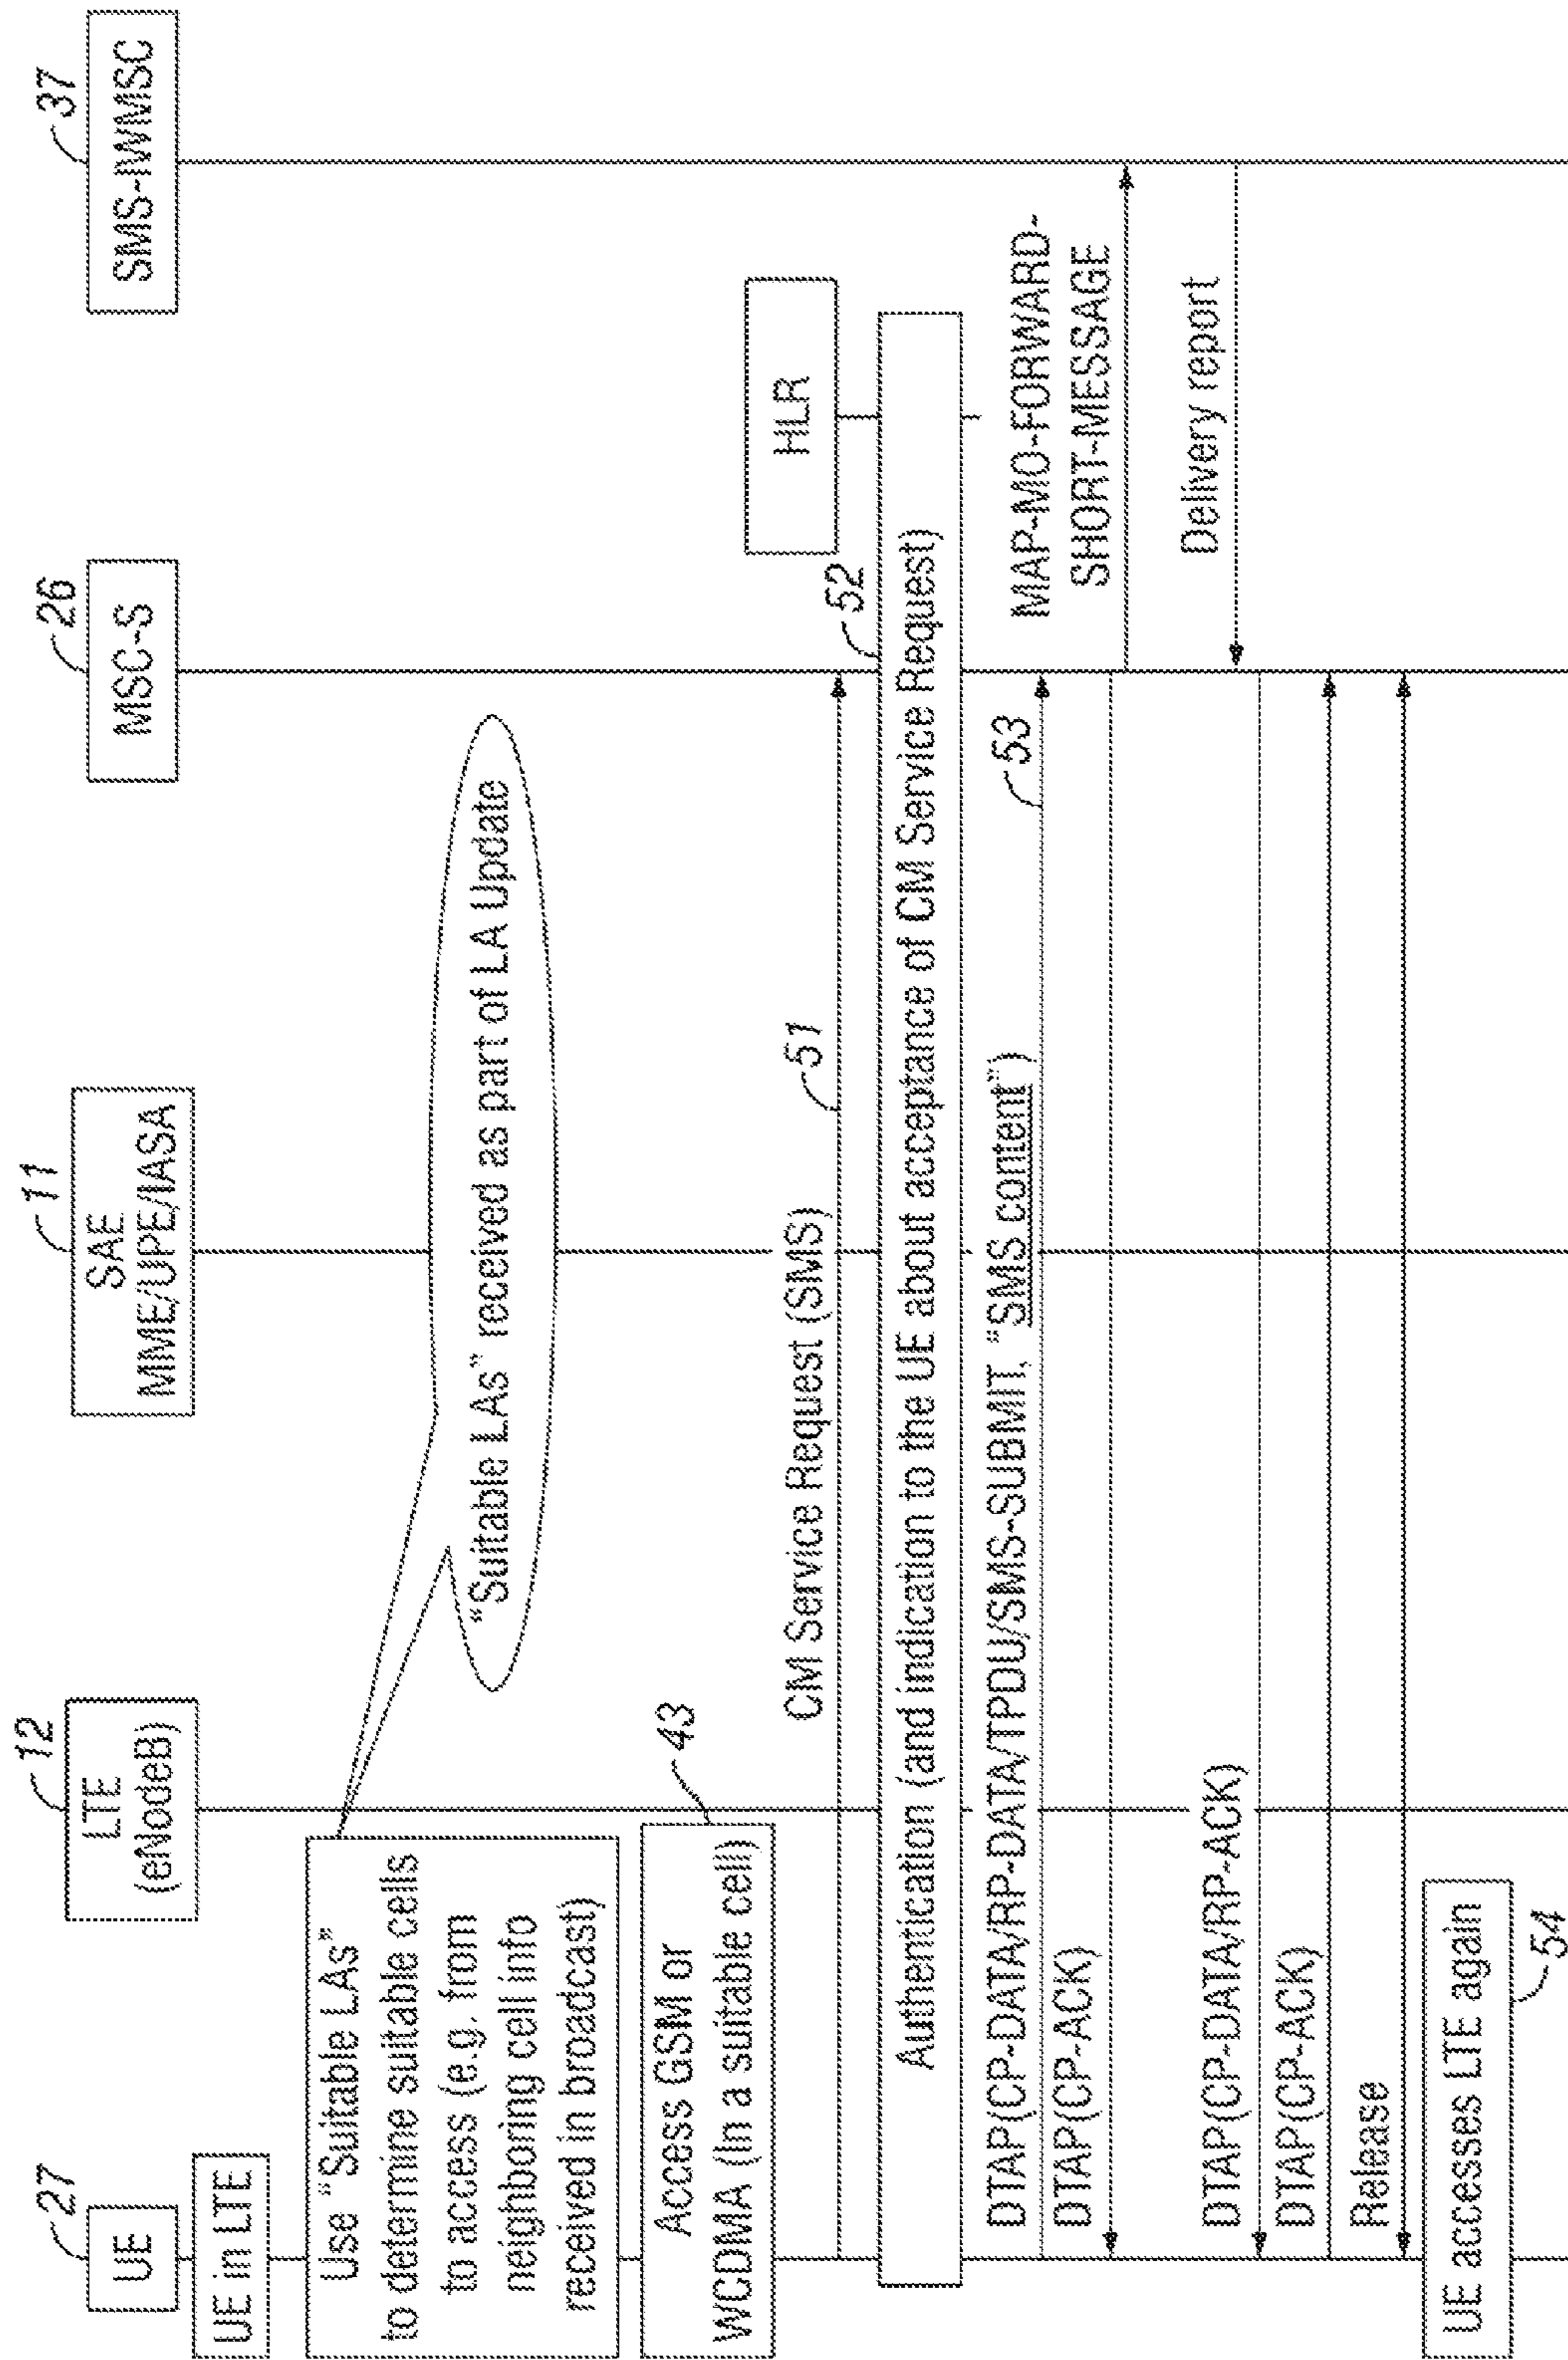 27
UE
12
LTE
(eNodeB)
11
SAE
MME/UPE/IASA
26
MSC-S
37
SMS-IWMSC
UE in LTE
Use "Suitable LAs"
to determine suitable cells
to access (e.g. from
neighboring cell info
received in broadcast)
"Suitable LAs" received as part of LA Update
43
Access GSM or
WCDMA (In a suitable cell)
HLR
CM Service Request (SMS)
51
52
Authentication (and indication to the UE about acceptance of CM Service Request)
DTAP(CP-DATA/RP-DATA/TPDU/SMS-SUBMIT, "SMS content")
53
DTAP(CP-ACK)
MAP-MO-FORWARD-
SHORT-MESSAGE
Delivery report
DTAP(CP-DATA/RP-ACK)
DTAP(CP-ACK)
Release
UE accesses LTE again
54